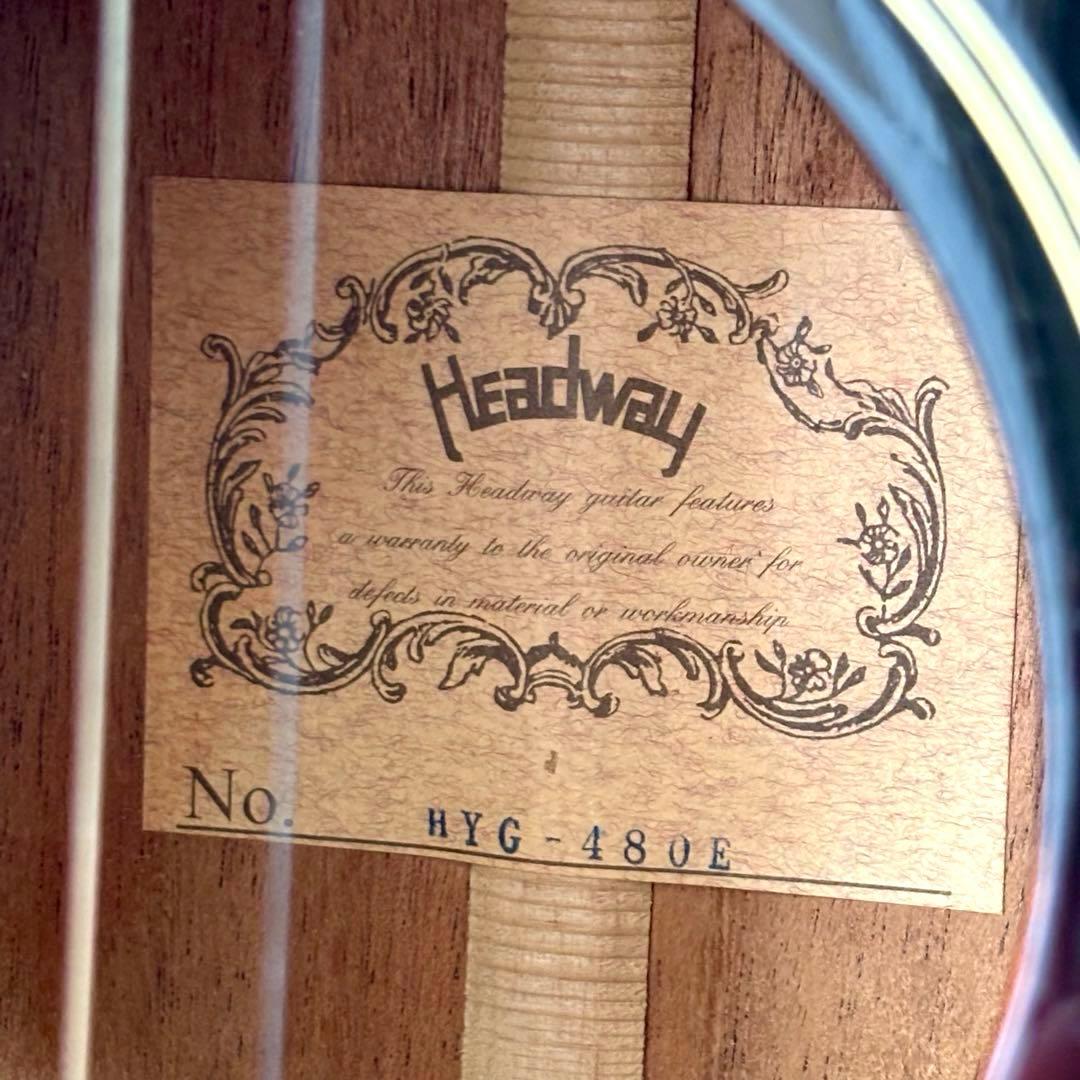 Headway
This Headway guitar features
a warranty to the original owner for
defects in material or workmanship
No. HYG-480E